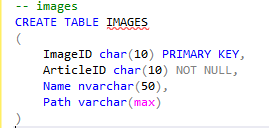 -- images
CREATE TABLE IMAGES
(
ImageID char(10) PRIMARY KEY,
ArticleID char(10) NOT NULL,
Name nvarchar(50),
Path varchar(max)
)